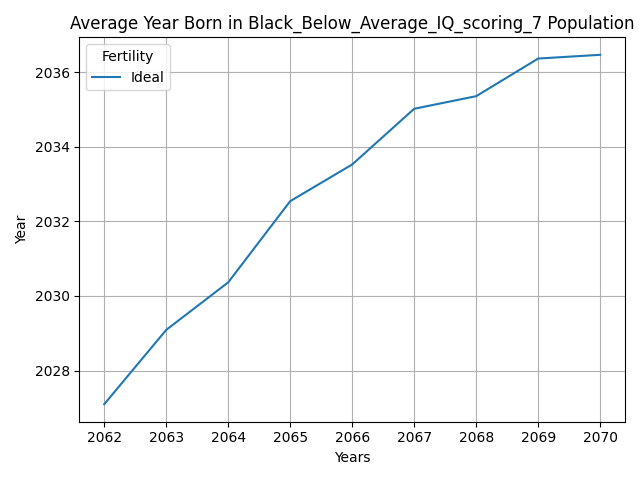 Average Year Born in Black_Below_Average_IQ_scoring_7 Population
Fertility
Ideal
Year
2036
2034
2032
2030
2028
2062 2063 2064 2065 2066 2067 2068 2069 2070
Years